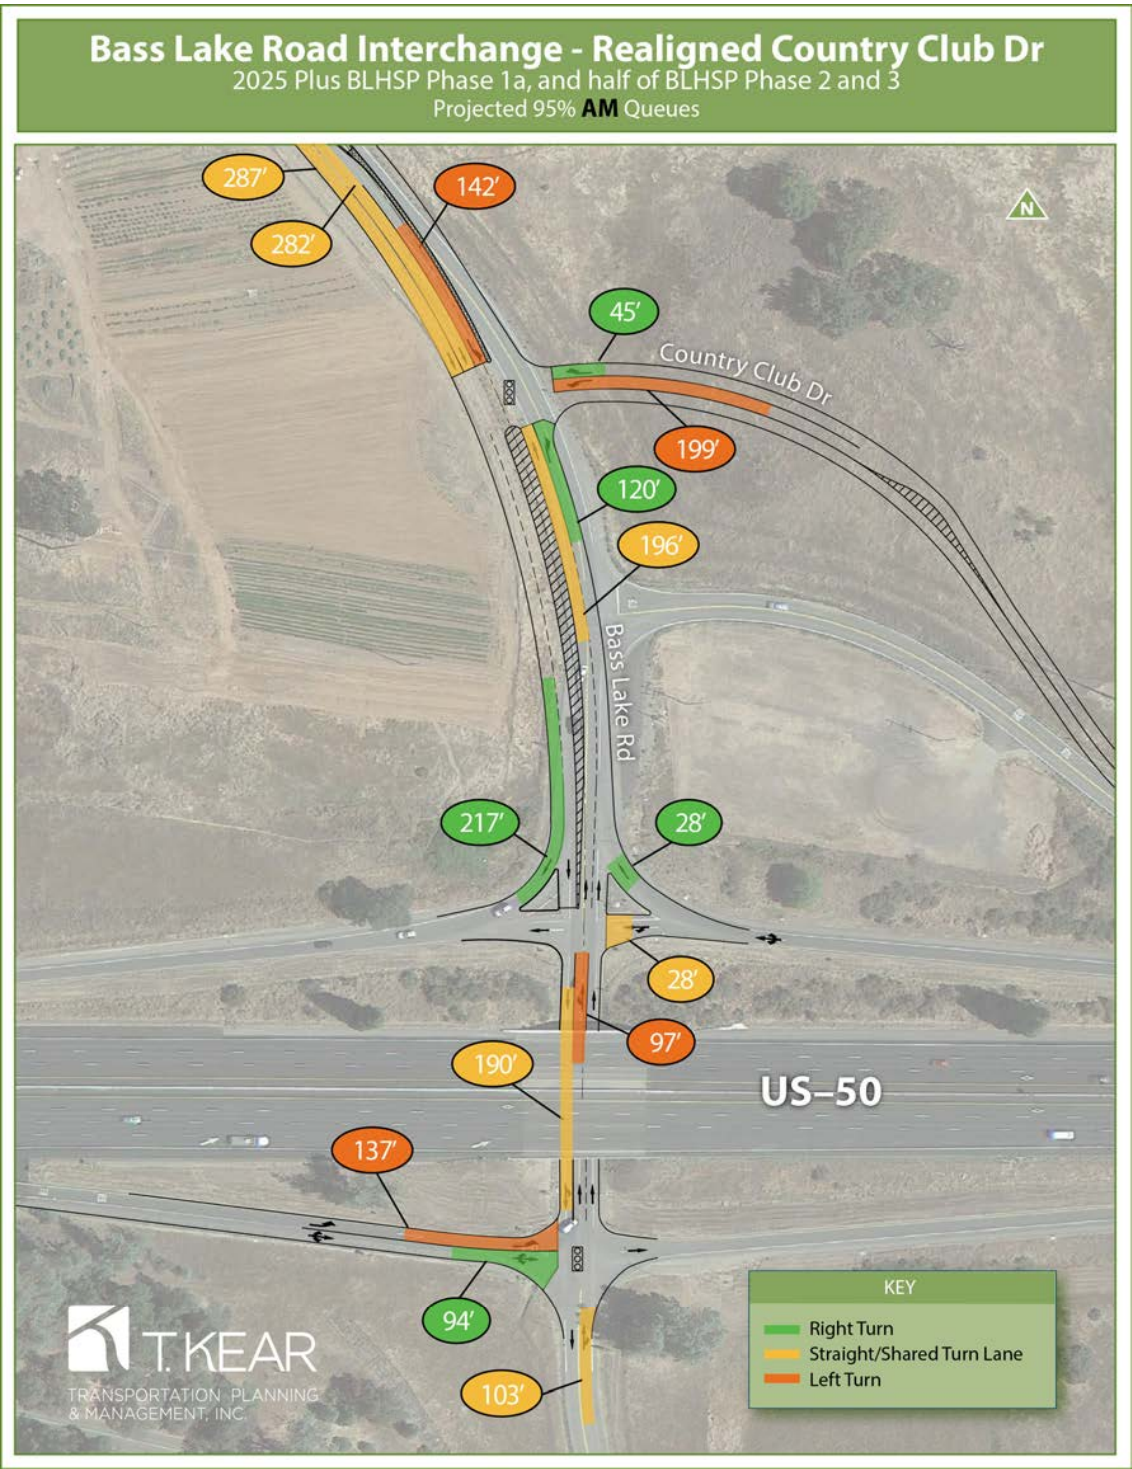 Bass Lake Road Interchange - Realigned Country Club Dr
2025 Plus BLHSP Phase 1a, and half of BLHSP Phase 2 and 3
Projected 95% AM Queues
287'
142'
N
282'
45'
Country Club Dr
199'
120'
196'
Bass Lake Rd
217'
28'
28'
97'
190'
US–50
137'
94'
103'
KEY
Right Turn
Straight/Shared Turn Lane
Left Turn
T.KEAR
TRANSPORTATION PLANNING
& MANAGEMENT, INC.